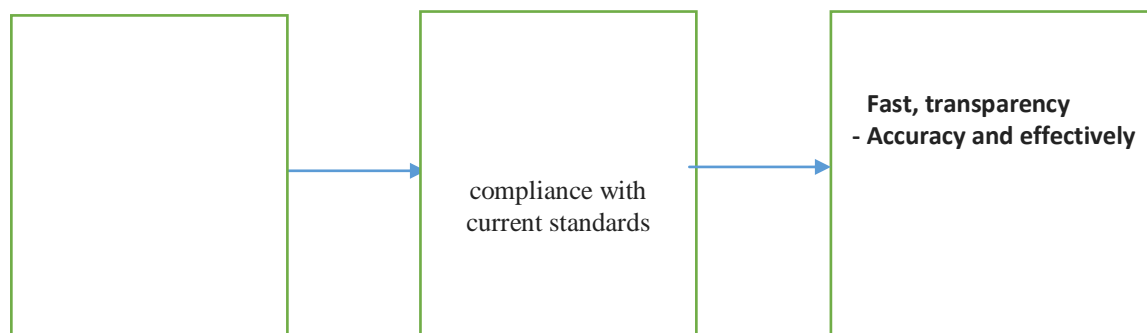 compliance with
current standards
Fast, transparency
- Accuracy and effectively